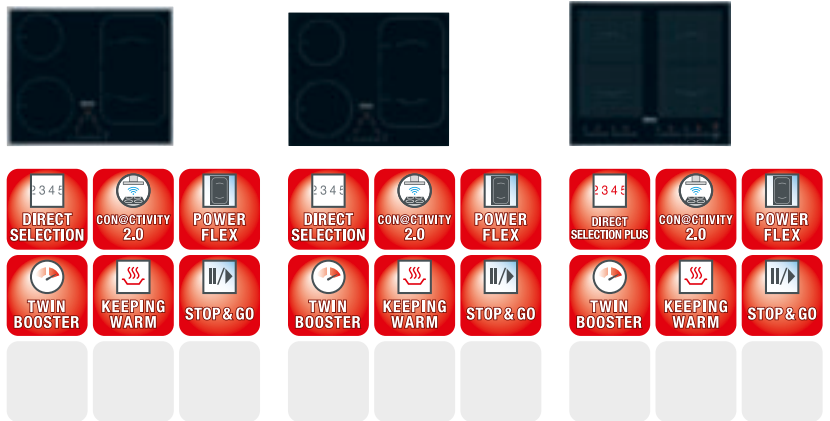 2345
DIRECT
SELECTION
CON@CTIVITY
2.0
POWER
FLEX
TWIN
BOOSTER
KEEPING
WARM
STOP & GO
2345
DIRECT
SELECTION
CON@CTIVITY
2.0
POWER
FLEX
TWIN
BOOSTER
KEEPING
WARM
STOP & GO
2345
DIRECT
SELECTION PLUS
CON@CTIVITY
2.0
POWER
FLEX
TWIN
BOOSTER
KEEPING
WARM
STOP & GO